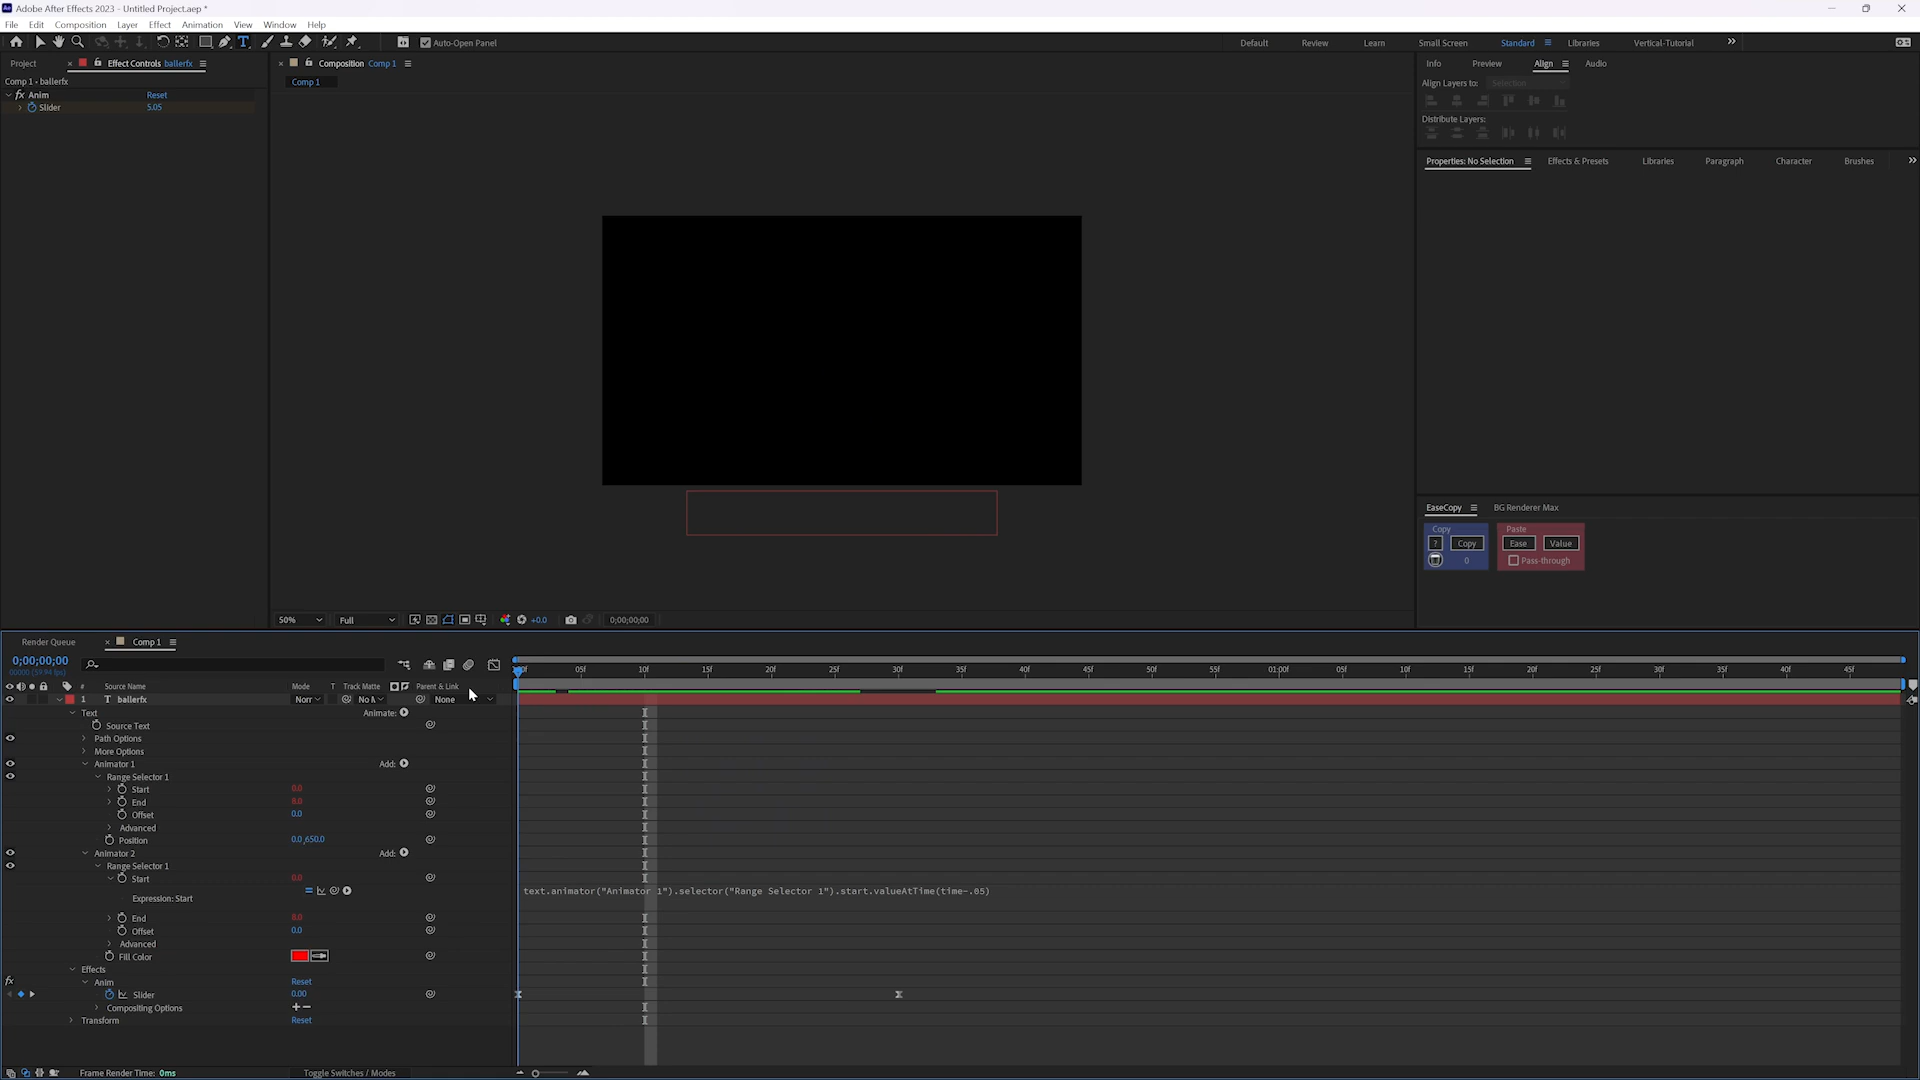 Adobe After Effects 2023 - Untitled Project.aep *
File Edit Composition Layer Effect Animation View Window Help
Auto-Open Panel
Default Review Learn Small Screen Standard Libraries Vertical-Tutorial
Project Effect Controls ballerfx
Comp 1 • ballerfx
fx Anim Reset
Slider 5.05
Composition Comp 1
Comp 1
Info Preview Align Audio
Align Layers to: Selection
Distribute Layers:
Properties: No Selection Effects & Presets Libraries Paragraph Character Brushes
EaseCopy BG Renderer Max
Copy Paste
? Copy Ease Value
0 Pass-through
50% Full +0.0 0;00;00;00
Render Queue Comp 1
0;00;00;00
00000 (59.94 fps)
05f 10f 15f 20f 25f 30f 35f 40f 45f 50f 55f 01:00f 05f 10f 15f 20f 25f 30f 35f 40f 45f
# Source Name Mode T Track Matte Parent & Link
1 T ballerfx Norr No M None
Text Animate:
Source Text
Path Options
More Options
Animator 1 Add:
Range Selector 1
Start 0.0
End 8.0
Offset 0.0
Advanced
Position 0.0,650.0
Animator 2 Add:
Range Selector 1
Start 0.0
Expression: Start
text.animator("Animator 1").selector("Range Selector 1").start.valueAtTime(time-.05)
End 8.0
Offset 0.0
Advanced
Fill Color
Effects
fx Anim Reset
Slider 0.00
Compositing Options +-
Transform Reset
Frame Render Time: 0ms Toggle Switches / Modes